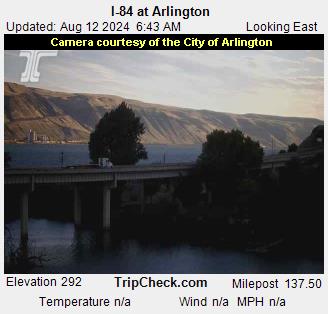 I-84 at Arlington
Updated: Aug 12 2024 6:43 AM Looking East
Camera courtesy of the City of Arlington
Elevation 292 TripCheck.com Milepost 137.50
Temperature n/a Wind n/a MPH n/a